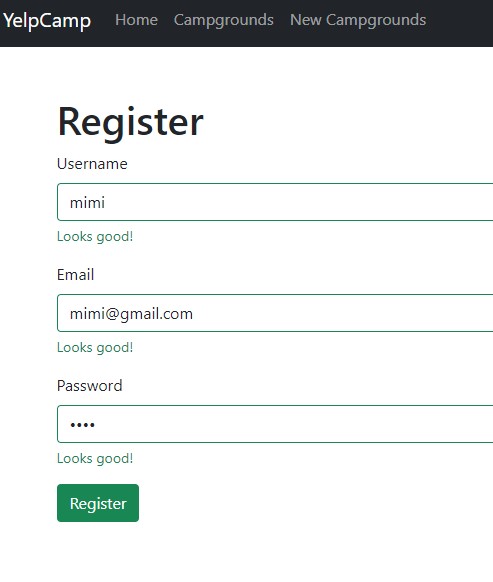 YelpCamp Home Campgrounds New Campgrounds
Register
Username
mimi
Looks good!
Email
mimi@gmail.com
Looks good!
Password
••••
Looks good!
Register